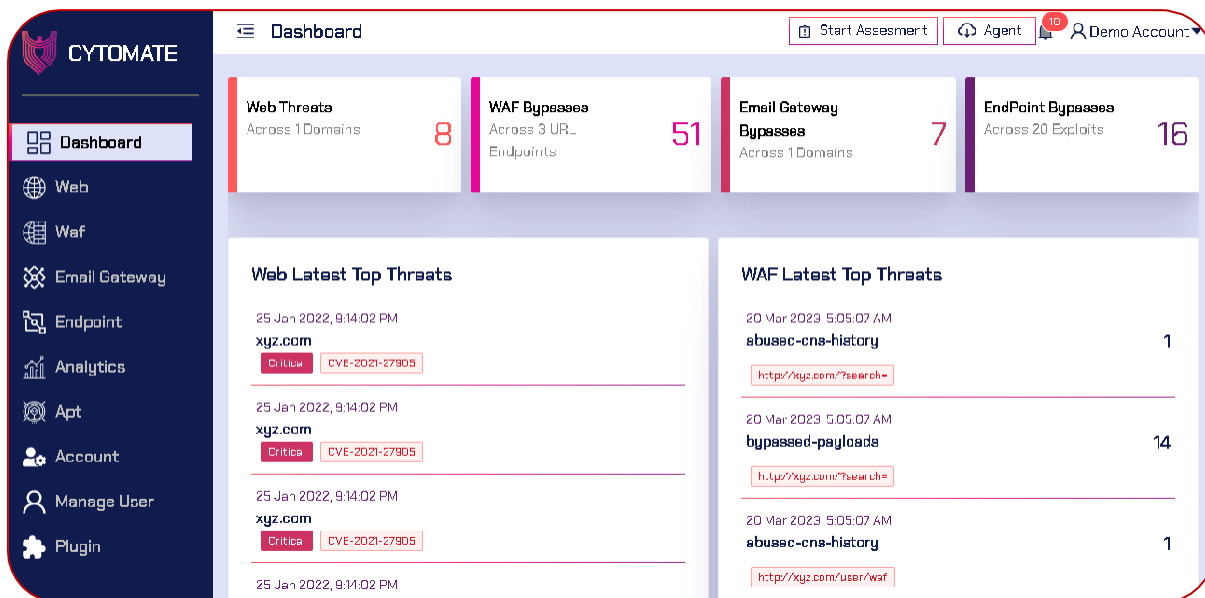 CYTOMATE
Dashboard
Web
Waf
Email Gateway
Endpoint
Analytics
Apt
Account
Manage User
Plugin
Dashboard
Start Assesment
Agent
10
Demo Account
Web Threats
Across 1 Domains
8
WAF Bypasses
Across 3 URL
Endpoints
51
Email Gateway
Bypasses
Across 1 Domains
7
EndPoint Bypasses
Across 20 Exploits
16
Web Latest Top Threats
25 Jan 2022, 9:14:02 PM
xyz.com
Critical CVE-2021-27905
25 Jan 2022, 9:14:02 PM
xyz.com
Critical CVE-2021-27905
25 Jan 2022, 9:14:02 PM
xyz.com
Critical CVE-2021-27905
25 Jan 2022, 9:14:02 PM
WAF Latest Top Threats
20 Mar 2023, 5:05:07 AM
abused-cns-history 1
http://xyz.com/?search=
20 Mar 2023, 5:05:07 AM
bypassed-payloads 14
http://xyz.com/?search=
20 Mar 2023, 5:05:07 AM
abused-cns-history 1
http://xyz.com/user/waf